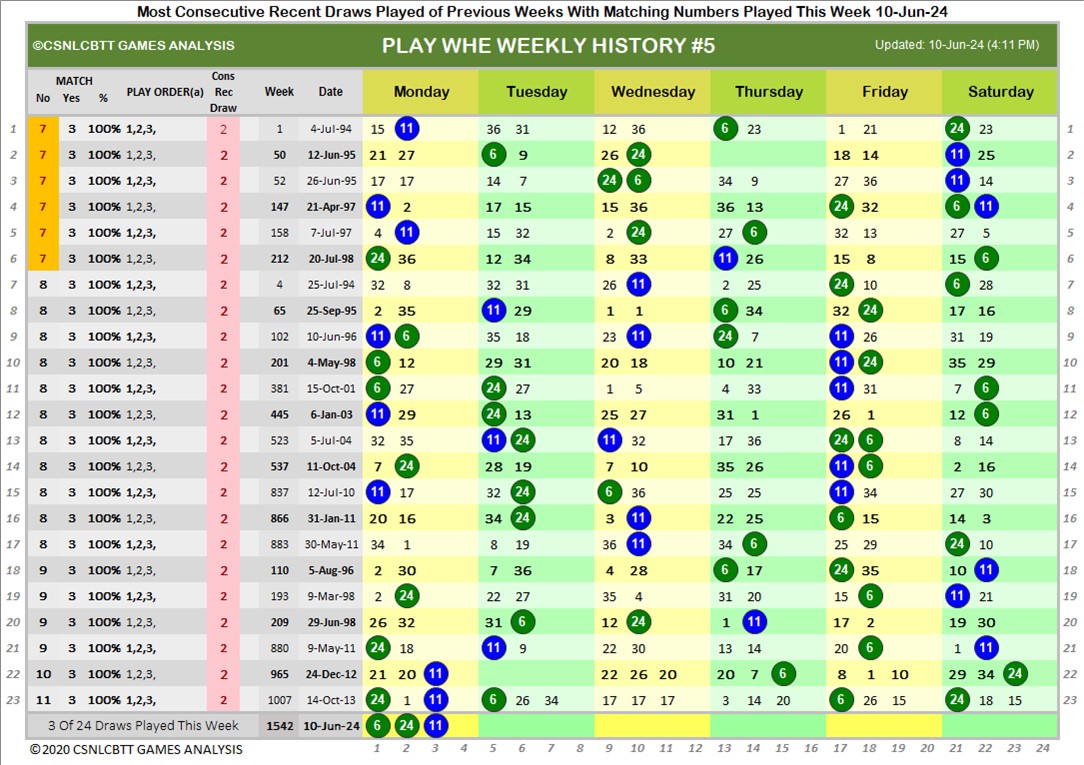 Most Consecutive Recent Draws Played of Previous Weeks With Matching Numbers Played This Week 10-Jun-24
©CSNLCBTT GAMES ANALYSIS PLAY WHE WEEKLY HISTORY #5 Updated: 10-Jun-24 (4:11 PM)
MATCH Cons Rec Draw
No Yes % PLAY ORDER(a) Week Date Monday Tuesday Wednesday Thursday Friday Saturday
1 7 3 100% 1,2,3, 2 1 4-Jul-94 15 11 36 31 12 36 6 23 1 21 24 23 1
2 7 3 100% 1,2,3, 2 50 12-Jun-95 21 27 6 9 26 24 18 14 11 25 2
3 7 3 100% 1,2,3, 2 52 26-Jun-95 17 17 14 7 24 6 34 9 27 36 11 14 3
4 7 3 100% 1,2,3, 2 147 21-Apr-97 11 2 17 15 15 36 36 13 24 32 6 11 4
5 7 3 100% 1,2,3, 2 158 7-Jul-97 4 11 15 32 2 24 27 6 32 13 27 5 5
6 7 3 100% 1,2,3, 2 212 20-Jul-98 24 36 12 34 8 33 11 26 15 8 15 6 6
7 8 3 100% 1,2,3, 2 4 25-Jul-94 32 8 32 31 26 11 2 25 24 10 6 28 7
8 8 3 100% 1,2,3, 2 65 25-Sep-95 2 35 11 29 1 1 6 34 32 24 17 16 8
9 8 3 100% 1,2,3, 2 102 10-Jun-96 11 6 35 18 23 11 24 7 11 26 31 19 9
10 8 3 100% 1,2,3, 2 201 4-May-98 6 12 29 31 20 18 10 21 11 24 35 29 10
11 8 3 100% 1,2,3, 2 381 15-Oct-01 6 27 24 27 1 5 4 33 11 31 7 6 11
12 8 3 100% 1,2,3, 2 445 6-Jan-03 11 29 24 13 25 27 31 1 26 1 12 6 12
13 8 3 100% 1,2,3, 2 523 5-Jul-04 32 35 11 24 11 32 17 36 24 6 8 14 13
14 8 3 100% 1,2,3, 2 537 11-Oct-04 7 24 28 19 7 10 35 26 11 6 2 16 14
15 8 3 100% 1,2,3, 2 837 12-Jul-10 11 17 32 24 6 36 25 25 11 34 27 30 15
16 8 3 100% 1,2,3, 2 866 31-Jan-11 20 16 34 24 3 11 22 25 6 15 14 3 16
17 8 3 100% 1,2,3, 2 883 30-May-11 34 1 8 19 36 11 34 6 25 29 24 10 17
18 9 3 100% 1,2,3, 2 110 5-Aug-96 2 30 7 36 4 28 6 17 24 35 10 11 18
19 9 3 100% 1,2,3, 2 193 9-Mar-98 2 24 22 27 35 4 31 20 15 6 11 21 19
20 9 3 100% 1,2,3, 2 209 29-Jun-98 26 32 31 6 12 24 1 11 17 2 19 30 20
21 9 3 100% 1,2,3, 2 880 9-May-11 24 18 11 9 22 30 13 14 20 6 1 11 21
22 10 3 100% 1,2,3, 2 965 24-Dec-12 21 20 11 22 26 20 20 7 6 8 1 10 29 34 24 22
23 11 3 100% 1,2,3, 2 1007 14-Oct-13 24 1 11 6 26 34 17 17 17 3 14 20 6 26 15 24 18 15 23
3 Of 24 Draws Played This Week 1542 10-Jun-24 6 24 11
©2020 CSNLCBTT GAMES ANALYSIS 1 2 3 4 5 6 7 8 9 10 11 12 13 14 15 16 17 18 19 20 21 22 23 24